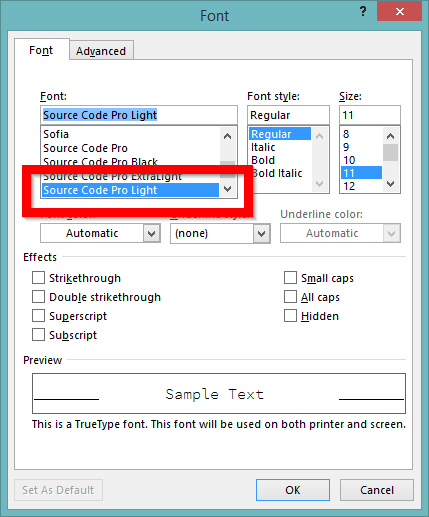 Font
?
Font
Advanced
Font:
Font style:
Size:
Source Code Pro Light
Regular
11
Sofia
Source Code Pro
Source Code Pro Black
Source Code Pro ExtraLight
Source Code Pro Light
Regular
Italic
Bold
Bold Italic
8
9
10
11
12
Underline color:
Automatic
(none)
Automatic
Effects
Strikethrough
Double strikethrough
Superscript
Subscript
Small caps
All caps
Hidden
Preview
Sample Text
This is a TrueType font. This font will be used on both printer and screen.
Set As Default
OK
Cancel